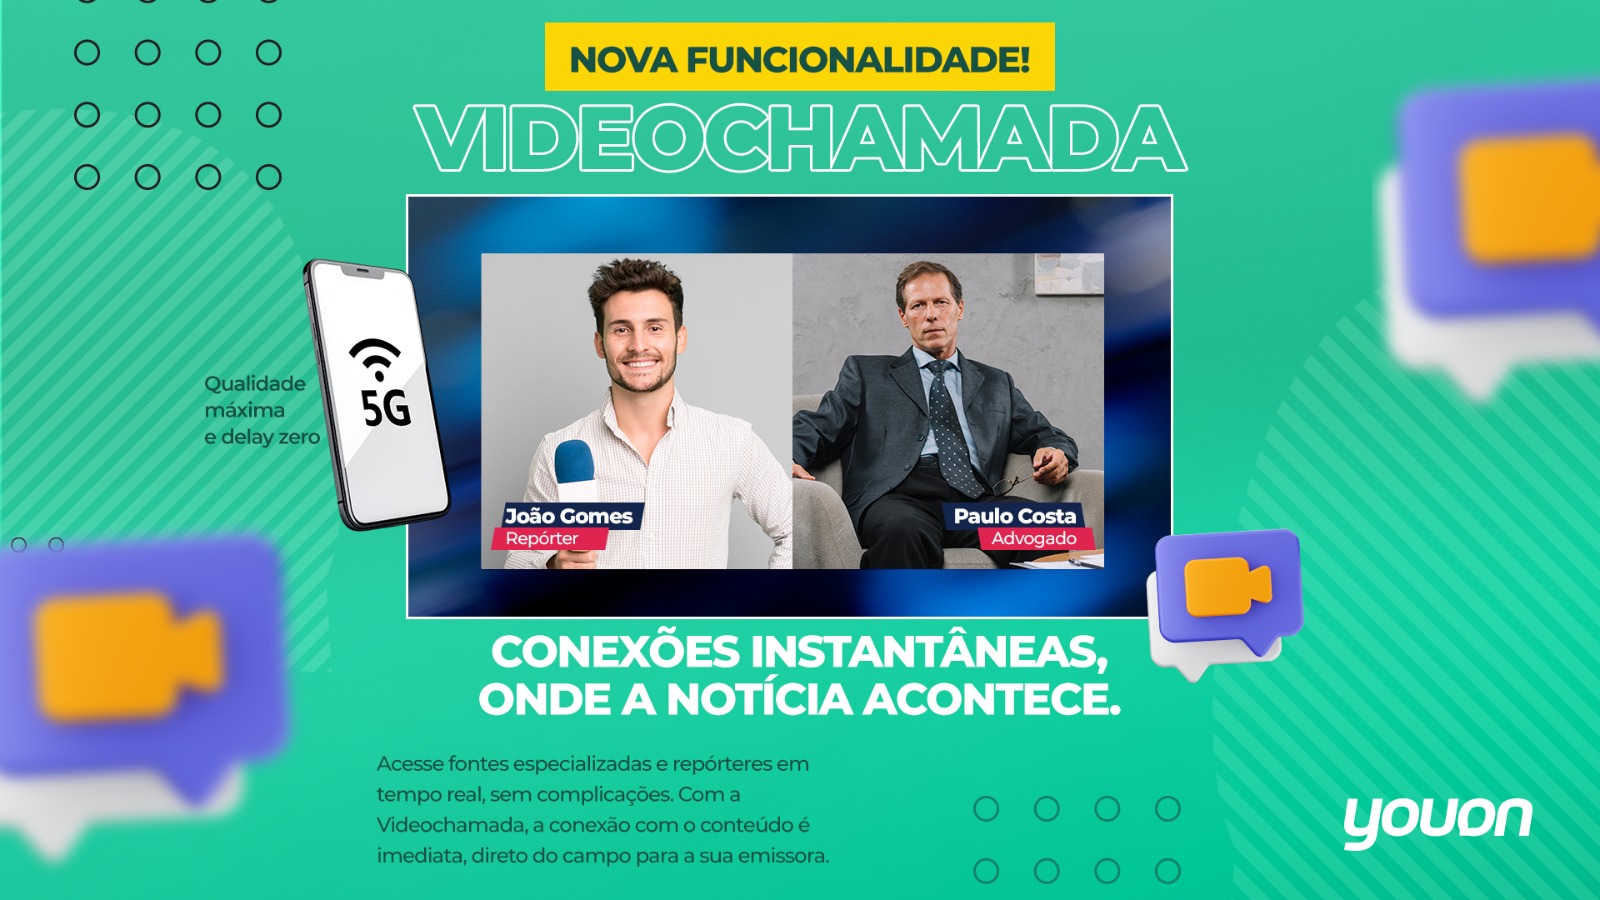 NOVA FUNCIONALIDADE!
VIDEOCHAMADA
Qualidade
máxima
e delay zero
5G
João Gomes
Repórter
Paulo Costa
Advogado
CONEXÕES INSTANTÂNEAS,
ONDE A NOTÍCIA ACONTECE.
Acesse fontes especializadas e repórteres em
tempo real, sem complicações. Com a
Videochamada, a conexão com o conteúdo é
imediata, direto do campo para a sua emissora.
youon